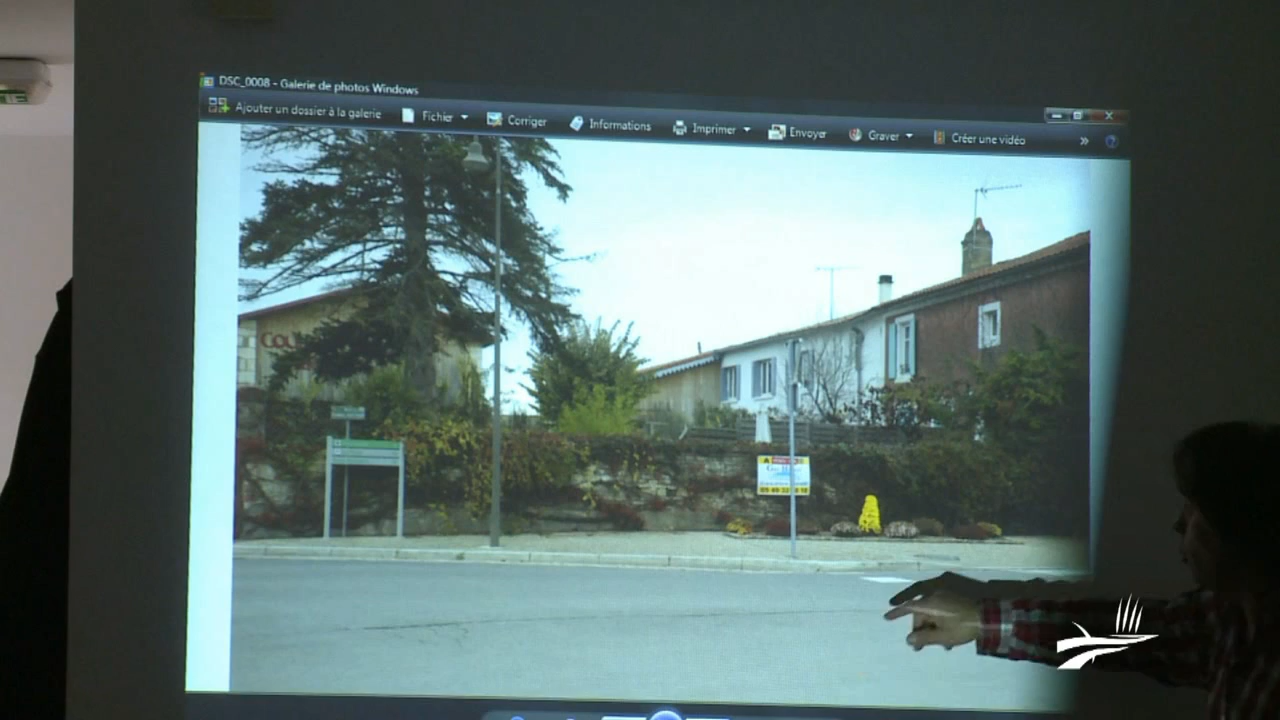 DSC_0008 - Galerie de photos Windows
Ajouter un dossier à la galerie Fichier Corriger Informations Imprimer Envoyer Graver Créer une vidéo »
COU